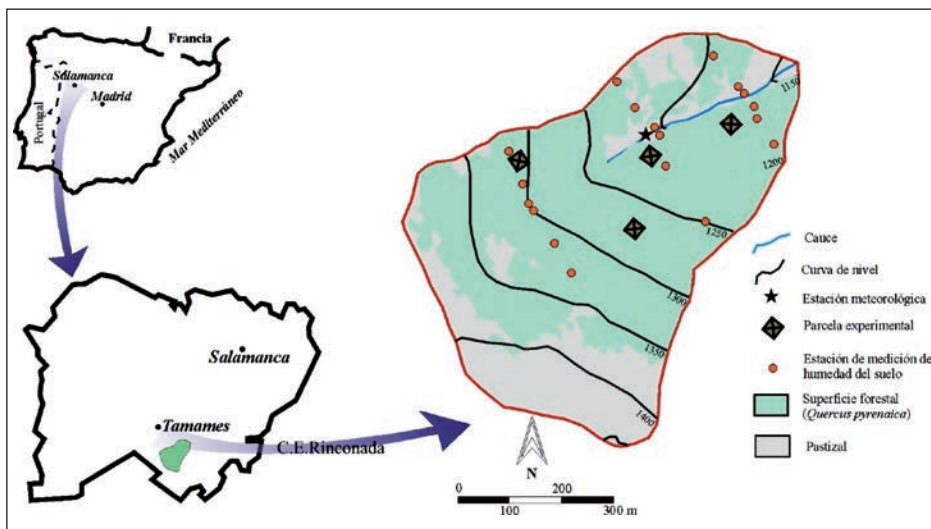 Francia
Salamanca
Madrid
Portugal
Mar Mediterráneo
Salamanca
Tamames
C.E.Rinconada
1150
1200
1250
1300
1350
1400
Cauce
Curva de nivel
Estación meteorológica
Parcela experimental
Estación de medición de
humedad del suelo
Superficie forestal
(Quercus pyrenaica)
Pastizal
N
0 200
100 300 m